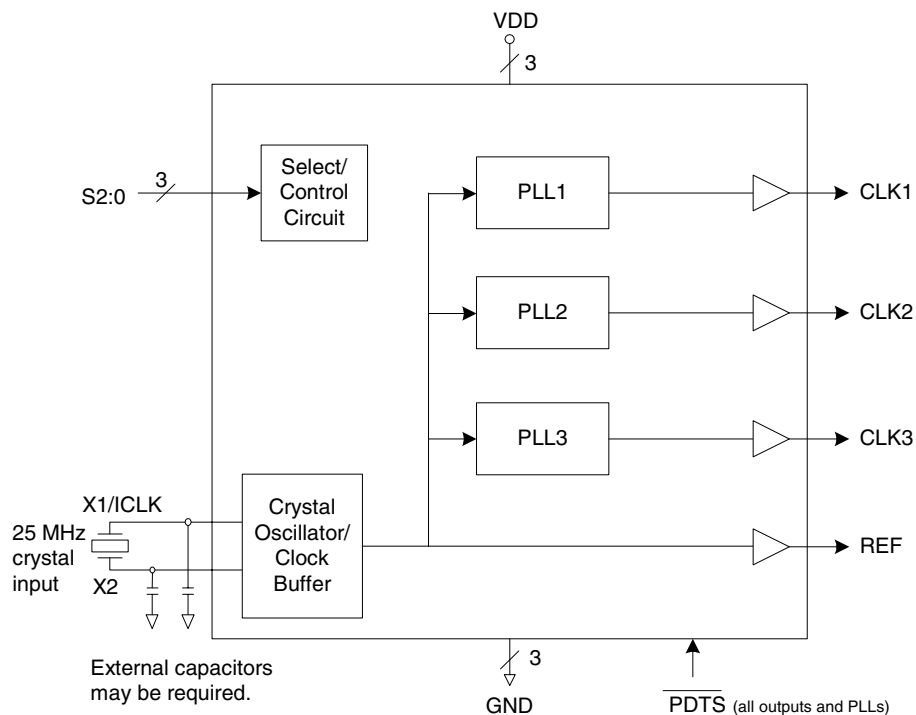 VDD
3
Select/
Control
Circuit
3
S2:0
PLL1
CLK1
PLL2
CLK2
PLL3
CLK3
X1/ICLK
25 MHz
crystal
input
X2
Crystal
Oscillator/
Clock
Buffer
REF
External capacitors
may be required.
3
GND
PDTS (all outputs and PLLs)